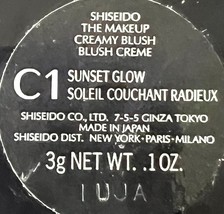 SHISEIDO
THE MAKEUP
CREAMY BLUSH
BLUSH CREME
C1 SUNSET GLOW
SOLEIL COUCHANT RADIEUX
SHISEIDO CO., LTD. 7-5-5 GINZA TOKYO
MADE IN JAPAN
SHISEIDO DIST. NEW YORK-PARIS-MILANO
3g NET WT. .1OZ.
1UJA